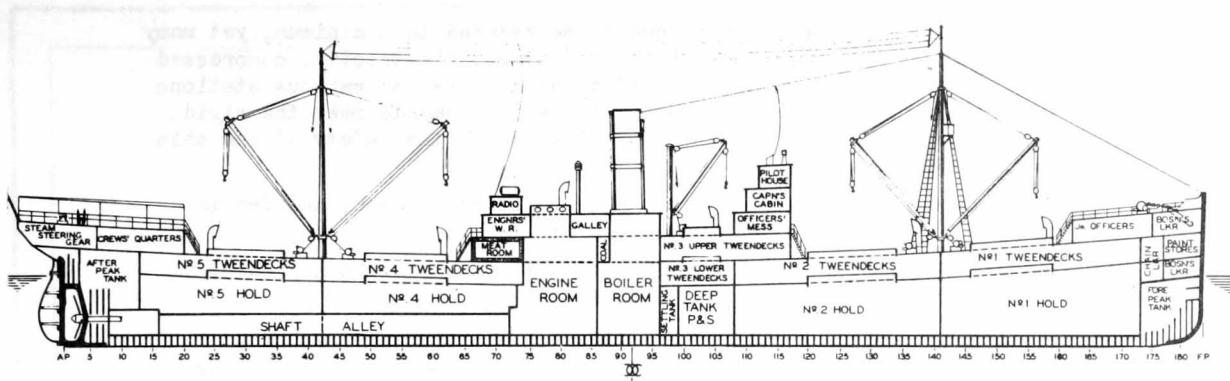 PILOT
HOUSE
CAPN'S
CABIN
RADIO
ENGNRS'
W. R.
GALLEY
OFFICERS'
MESS
STEAM
STEERING
GEAR
CREWS' QUARTERS
MEAT
ROOM
COAL
Nº 3 UPPER TWEENDECKS
JR. OFFICERS
BOSN'S
LKR
AFTER
PEAK
TANK
Nº 5 TWEENDECKS
Nº 4 TWEENDECKS
Nº 3 LOWER
TWEENDECKS
Nº 2 TWEENDECKS
Nº 1 TWEENDECKS
CHAIN
LKR
PAINT
STORES
BOSN'S
LKR
Nº 5 HOLD
Nº 4 HOLD
ENGINE
ROOM
BOILER
ROOM
SETTLING
TANK
DEEP
TANK
P&S
Nº 2 HOLD
Nº 1 HOLD
FORE
PEAK
TANK
SHAFT ALLEY
AP 5 10 15 20 25 30 35 40 45 50 55 60 65 70 75 80 85 90 95 100 105 110 115 120 125 130 135 140 145 150 155 160 165 170 175 180 FP